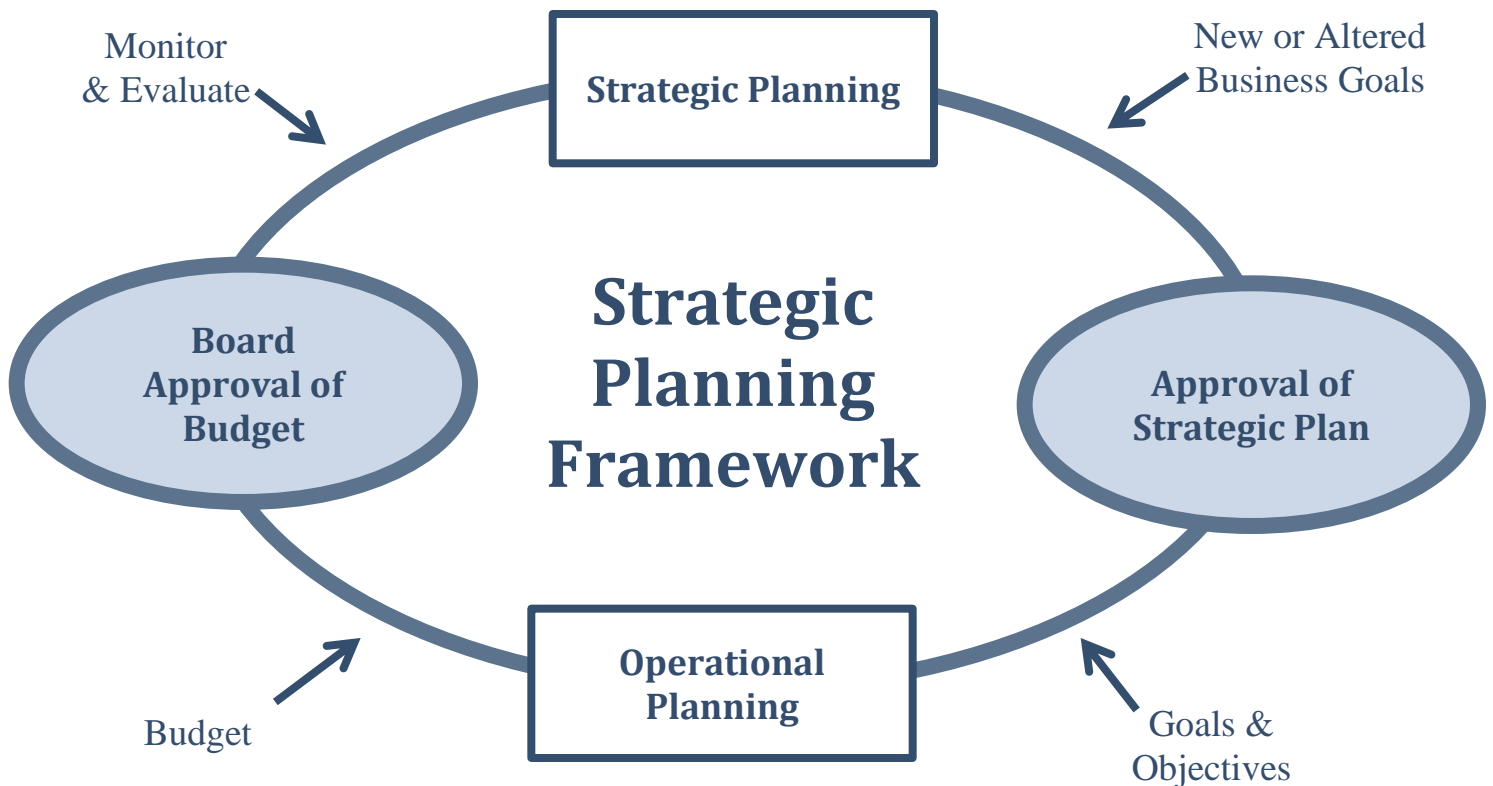 Monitor
& Evaluate
Strategic Planning
New or Altered
Business Goals
Board
Approval of
Budget
Strategic
Planning
Framework
Approval of
Strategic Plan
Budget
Operational
Planning
Goals &
Objectives